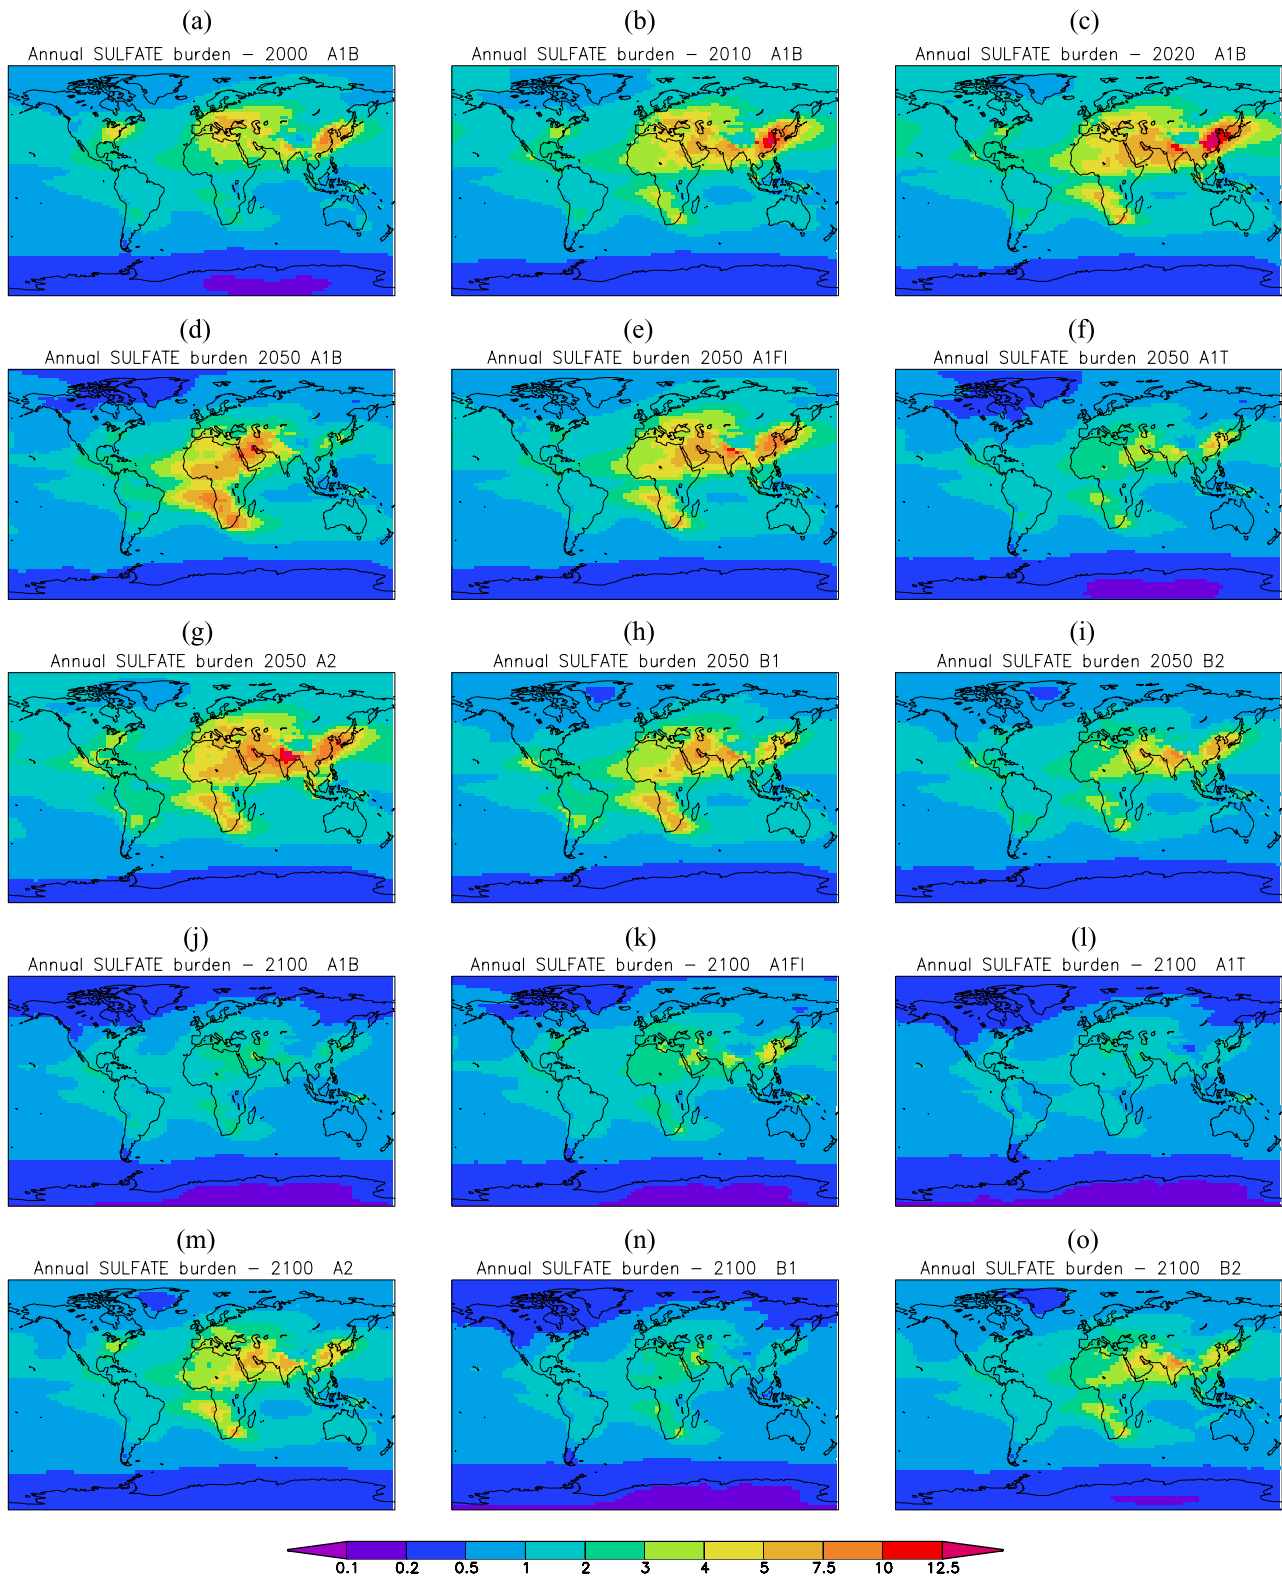 (a) (b) (c)
Annual SULFATE burden – 2000 A1B Annual SULFATE burden – 2010 A1B Annual SULFATE burden – 2020 A1B
(d) (e) (f)
Annual SULFATE burden 2050 A1B Annual SULFATE burden 2050 A1FI Annual SULFATE burden 2050 A1T
(g) (h) (i)
Annual SULFATE burden 2050 A2 Annual SULFATE burden 2050 B1 Annual SULFATE burden 2050 B2
(j) (k) (l)
Annual SULFATE burden – 2100 A1B Annual SULFATE burden – 2100 A1FI Annual SULFATE burden – 2100 A1T
(m) (n) (o)
Annual SULFATE burden – 2100 A2 Annual SULFATE burden – 2100 B1 Annual SULFATE burden – 2100 B2
0.1 0.2 0.5 1 2 3 4 5 7.5 10 12.5